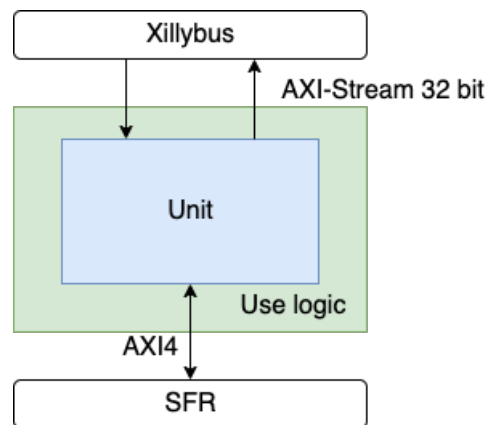 Xillybus
AXI-Stream 32 bit
Unit
Use logic
AXI4
SFR